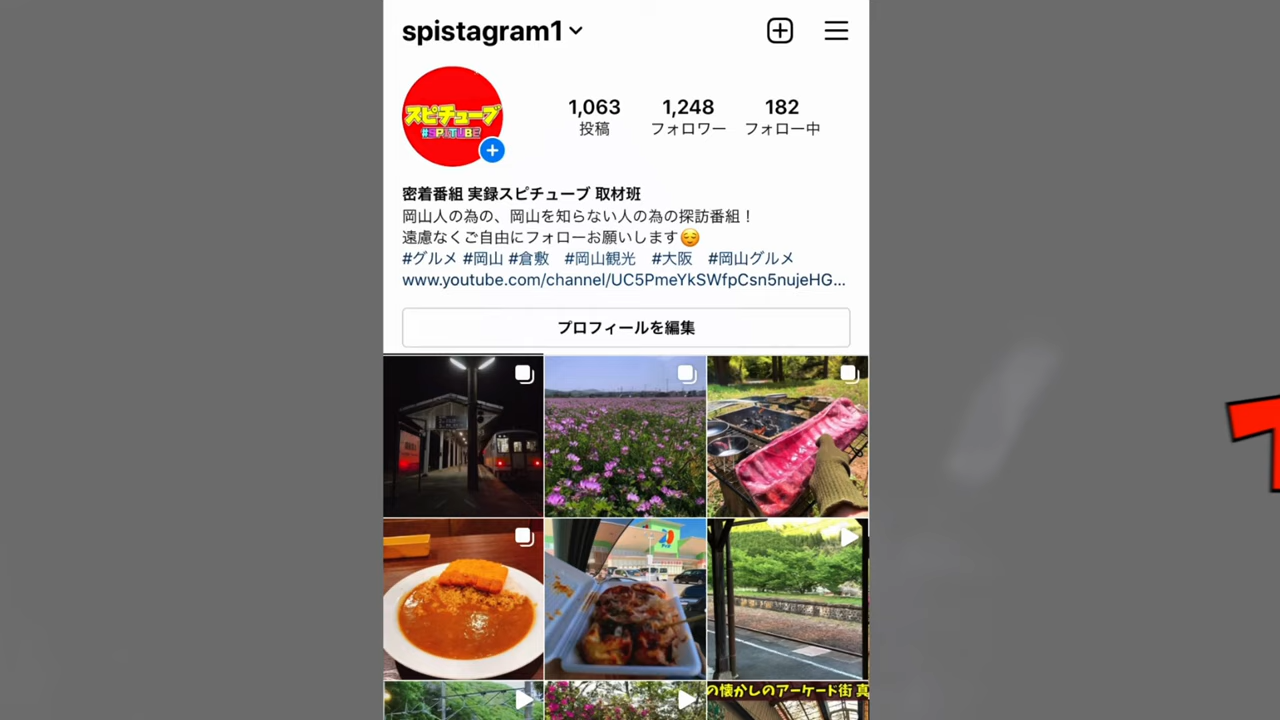 spistagram1
スピチューブ
#SPiTUBE
1,063
投稿
1,248
フォロワー
182
フォロー中
密着番組 実録スピチューブ 取材班
岡山人の為の、岡山を知らない人の為の探訪番組！
遠慮なくご自由にフォローお願いします😌
#グルメ #岡山 #倉敷　#岡山観光　#大阪　#岡山グルメ
www.youtube.com/channel/UC5PmeYkSWfpCsn5nujeHG...
プロフィールを編集
の懐かしのアーケード街 真